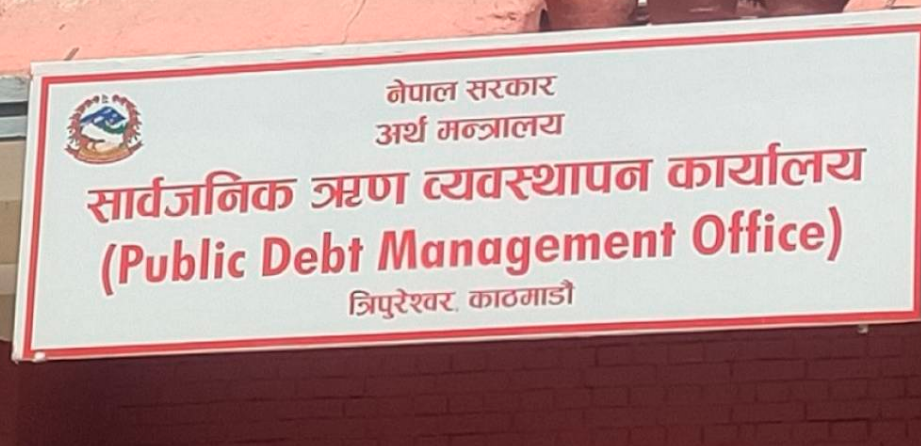 नेपाल सरकार
अर्थ मन्त्रालय
सार्वजनिक ऋण व्यवस्थापन कार्यालय
(Public Debt Management Office)
त्रिपुरेश्वर, काठमाडौं